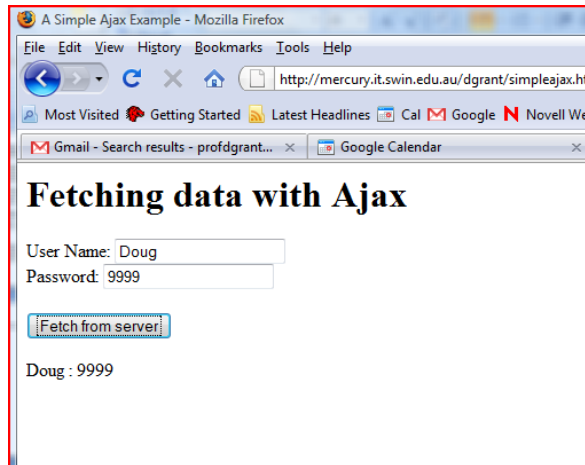 A Simple Ajax Example - Mozilla Firefox
File Edit View History Bookmarks Tools Help
http://mercury.it.swin.edu.au/dgrant/simpleajax.h
Most Visited Getting Started Latest Headlines Cal Google Novell We
Gmail - Search results - profdgrant... Google Calendar
Fetching data with Ajax
User Name: Doug
Password: 9999
Fetch from server
Doug : 9999